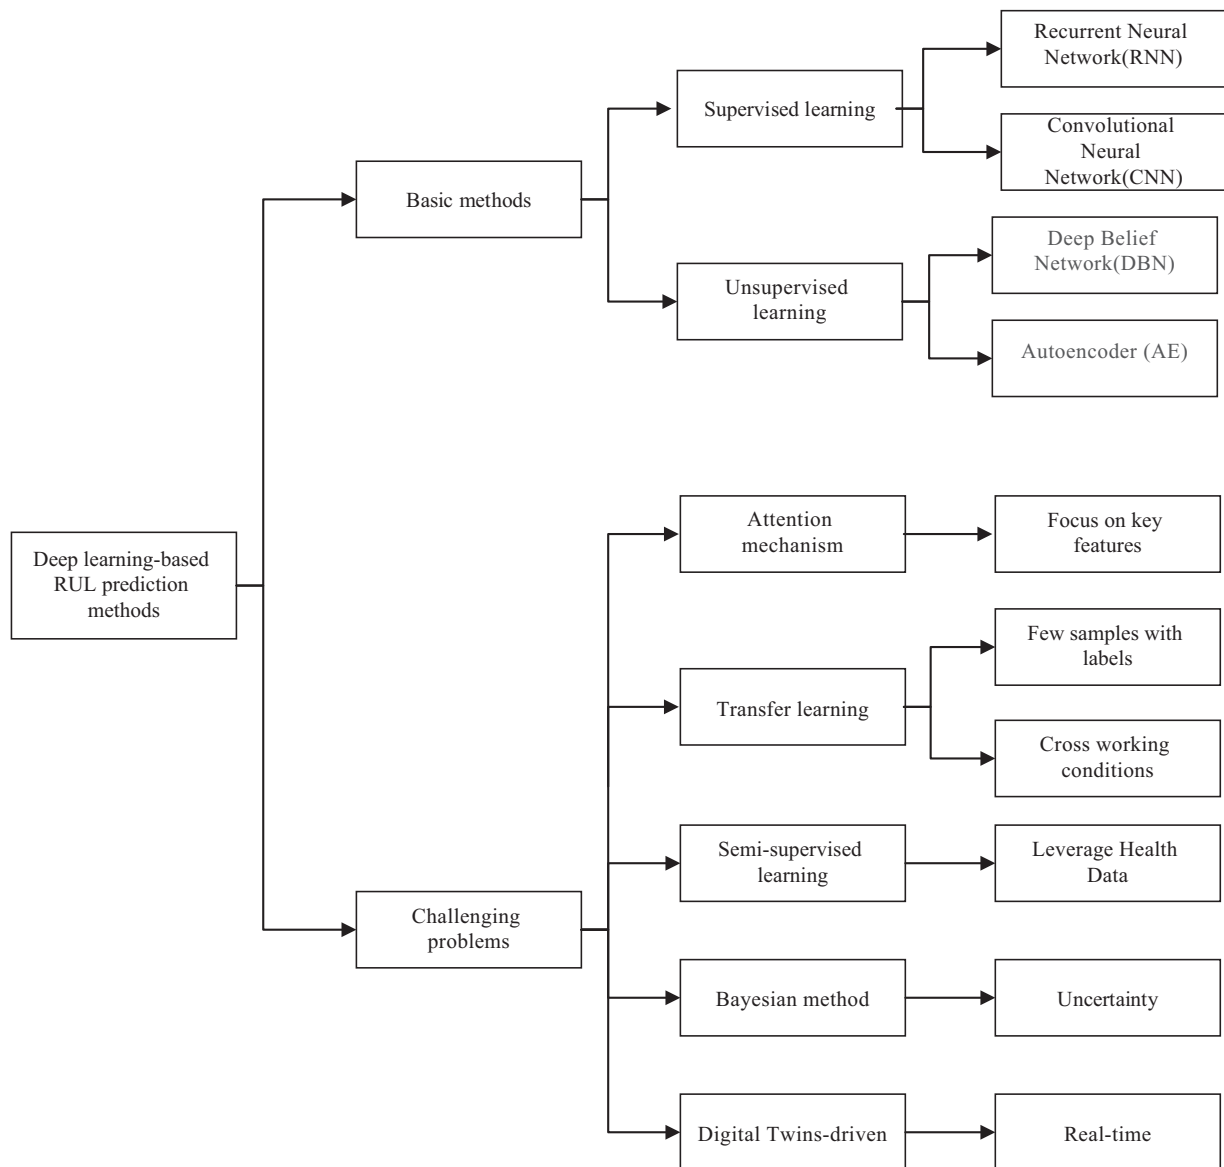 Recurrent Neural
Network(RNN)
Supervised learning
Convolutional
Neural
Network(CNN)
Basic methods
Deep Belief
Network(DBN)
Unsupervised
learning
Autoencoder (AE)
Deep learning-based
RUL prediction
methods
Attention
mechanism
Focus on key
features
Few samples with
labels
Transfer learning
Cross working
conditions
Semi-supervised
learning
Leverage Health
Data
Challenging
problems
Bayesian method
Uncertainty
Digital Twins-driven
Real-time